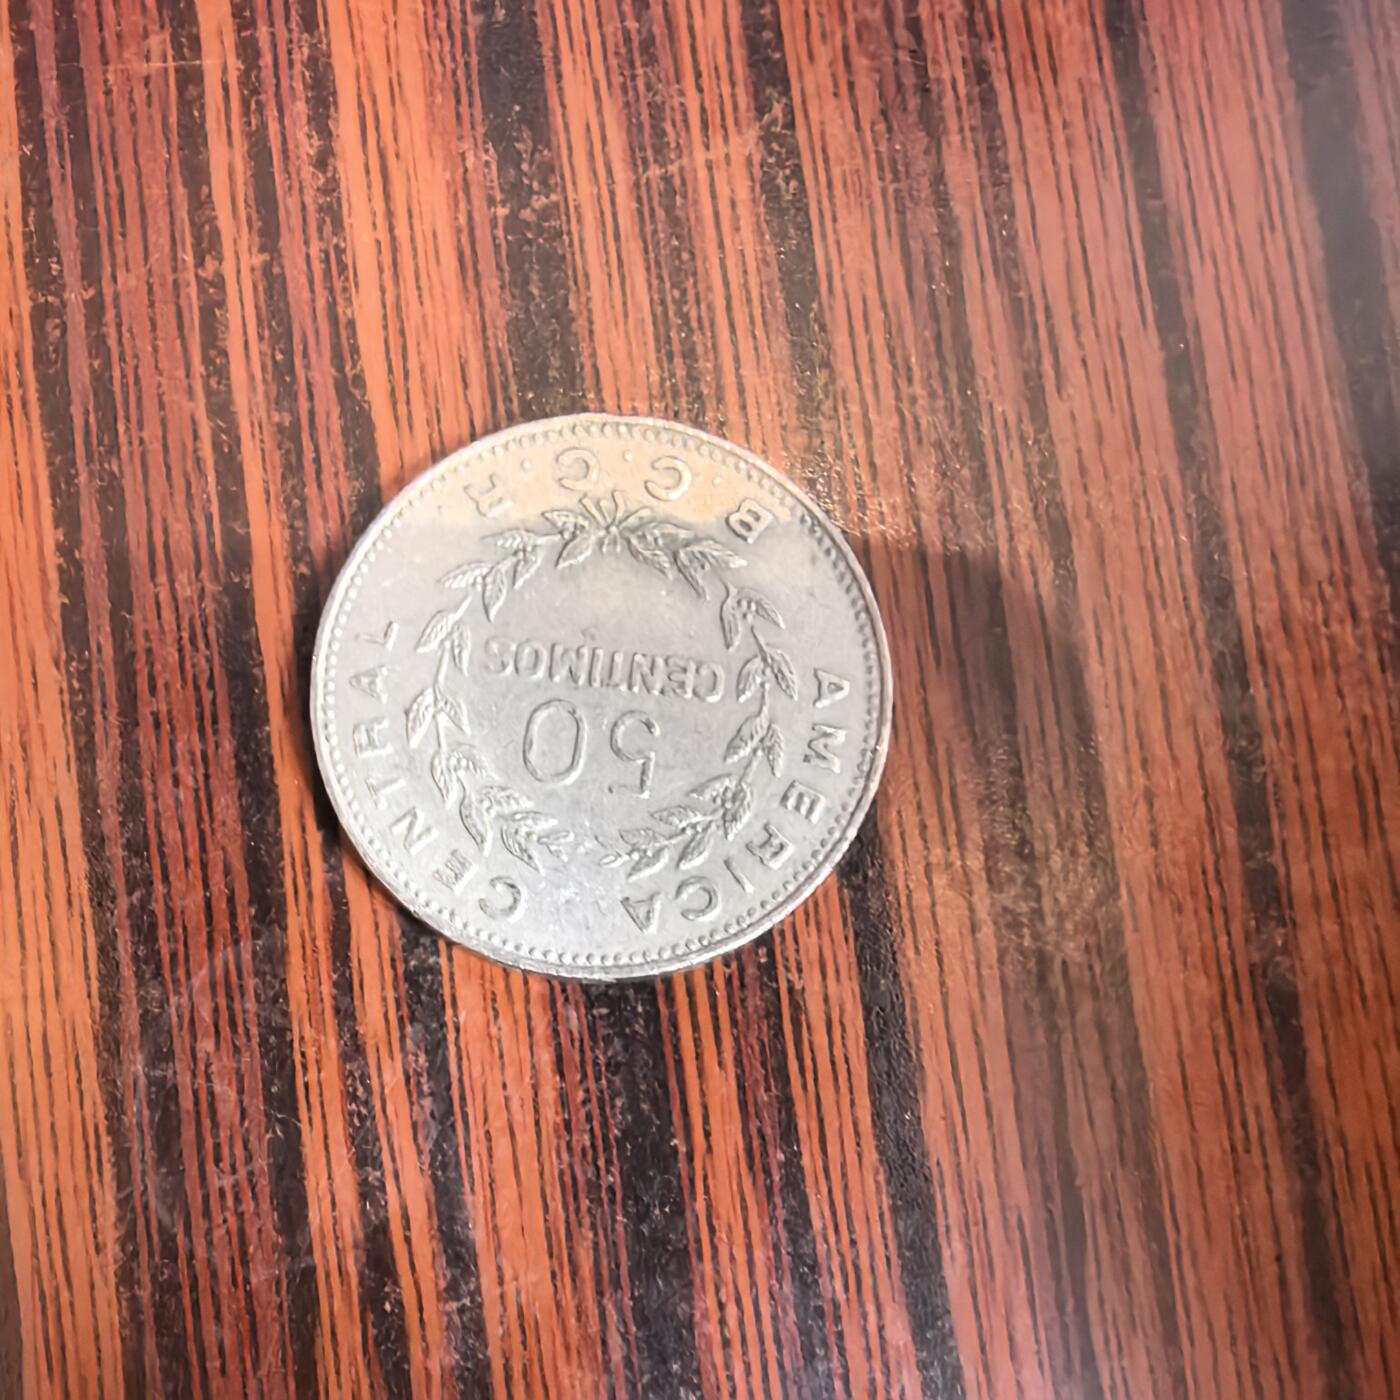 AMERICA CENTRAL
50
CENTIMOS
B.C.C.R.